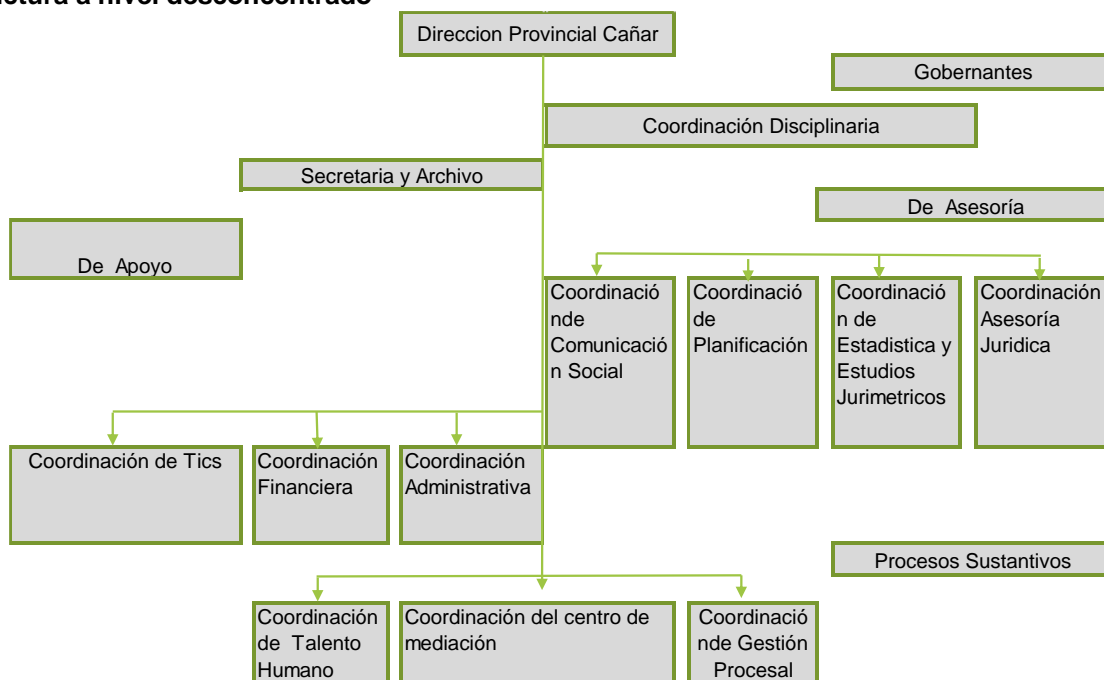 ctura a nivel desconcentrado
Direccion Provincial Cañar
Gobernantes
Coordinación Disciplinaria
Secretaria y Archivo
De Asesoría
De Apoyo
Coordinació
nde
Comunicació
n Social
Coordinació
de
Planificación
Coordinació
n de
Estadistica y
Estudios
Jurimetricos
Coordinación
Asesoría
Juridica
Coordinación de Tics
Coordinación
Financiera
Coordinación
Administrativa
Procesos Sustantivos
Coordinación
de Talento
Humano
Coordinación del centro de
mediación
Coordinació
nde Gestión
Procesal